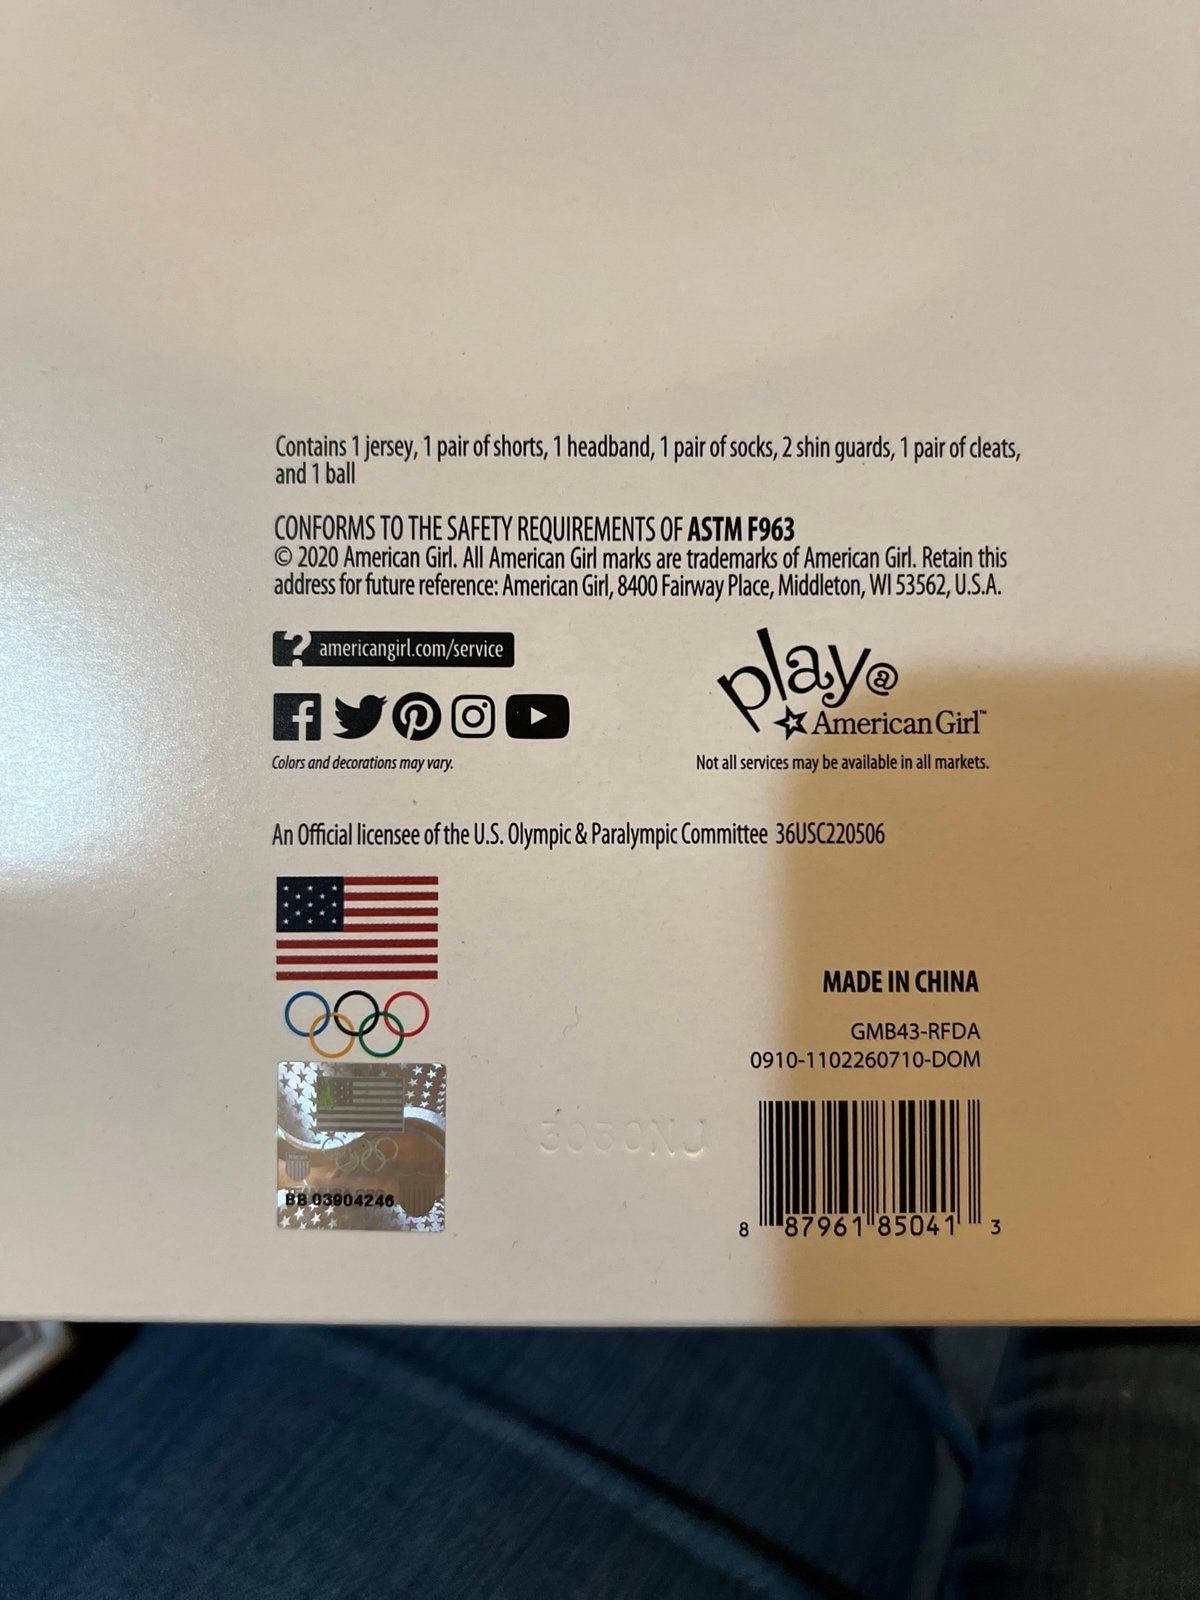 Contains 1 jersey, 1 pair of shorts, 1 headband, 1 pair of socks, 2 shin guards, 1 pair of cleats,
and 1 ball
CONFORMS TO THE SAFETY REQUIREMENTS OF ASTM F963
© 2020 American Girl. All American Girl marks are trademarks of American Girl. Retain this
address for future reference: American Girl, 8400 Fairway Place, Middleton, WI 53562, U.S.A.
? americangirl.com/service
play@
American Girl™
Colors and decorations may vary.
Not all services may be available in all markets.
An Official licensee of the U.S. Olympic & Paralympic Committee 36USC220506
MADE IN CHINA
GMB43-RFDA
0910-1102260710-DOM
BB 03904246
8 87961 85041 3